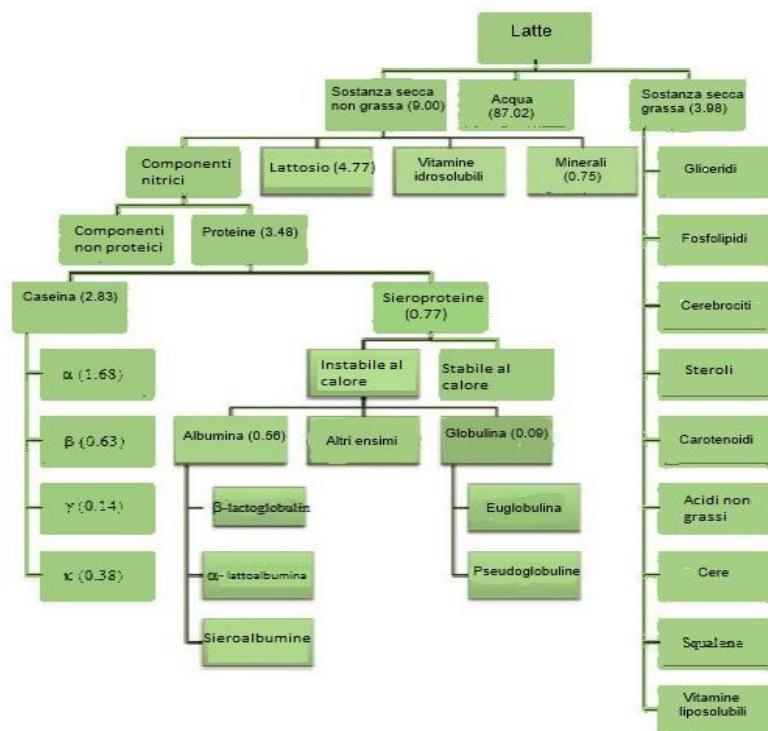 Latte
Sostanza secca
non grassa (9.00)
Acqua
(87.02)
Sostanza secca
grassa (3.98)
Componenti
nitrici
Lattosio (4.77)
Vitamine
idrosolubili
Minerali
(0.75)
Gliceridi
Componenti
non proteici
Proteine (3.48)
Fosfolipidi
Caseina (2.83)
Sieroproteine
(0.77)
Cerebrociti
α (1.68)
Instabile al
calore
Stabile al
calore
Steroli
β (0.63)
Albumina (0.56)
Altri ensimi
Globulina (0.09)
Carotenoidi
γ (0.14)
β-lactoglobulin
Euglobulina
Acidi non
grassi
κ (0.38)
α- lattoalbumina
Pseudoglobuline
Cere
Sieroalbumine
Squalene
Vitamine
liposolubili